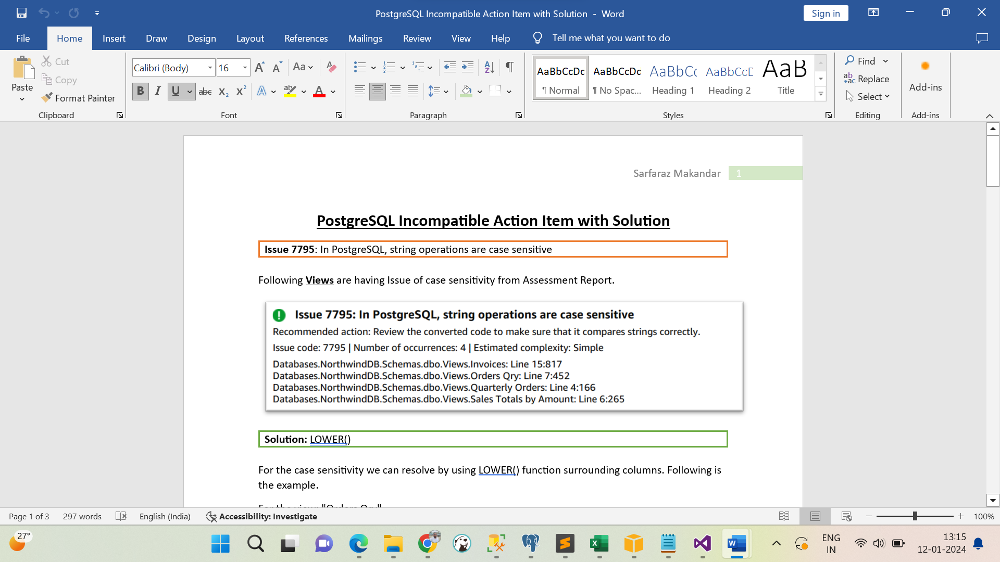 PostgreSQL Incompatible Action Item with Solution - Word
Sign in
File Home Insert Draw Design Layout References Mailings Review View Help Tell me what you want to do
Paste
Cut
Copy
Format Painter
Clipboard
Calibri (Body) 16
Font
Paragraph
AaBbCcDc AaBbCcDc AaBbCc AaBbCcD AaB
¶ Normal ¶ No Spac... Heading 1 Heading 2 Title
Styles
Find
Replace
Select
Editing
Add-ins
Add-ins
Sarfaraz Makandar 1
PostgreSQL Incompatible Action Item with Solution
Issue 7795: In PostgreSQL, string operations are case sensitive
Following Views are having Issue of case sensitivity from Assessment Report.
Issue 7795: In PostgreSQL, string operations are case sensitive
Recommended action: Review the converted code to make sure that it compares strings correctly.
Issue code: 7795 | Number of occurrences: 4 | Estimated complexity: Simple
Databases.NorthwindDB.Schemas.dbo.Views.Invoices: Line 15:817
Databases.NorthwindDB.Schemas.dbo.Views.Orders Qry: Line 7:452
Databases.NorthwindDB.Schemas.dbo.Views.Quarterly Orders: Line 4:166
Databases.NorthwindDB.Schemas.dbo.Views.Sales Totals by Amount: Line 6:265
Solution: LOWER()
For the case sensitivity we can resolve by using LOWER() function surrounding columns. Following is
the example.
For the view: "Orders Qry"
Page 1 of 3 297 words English (India) Accessibility: Investigate 100%
27°
ENG
IN
13:15
12-01-2024